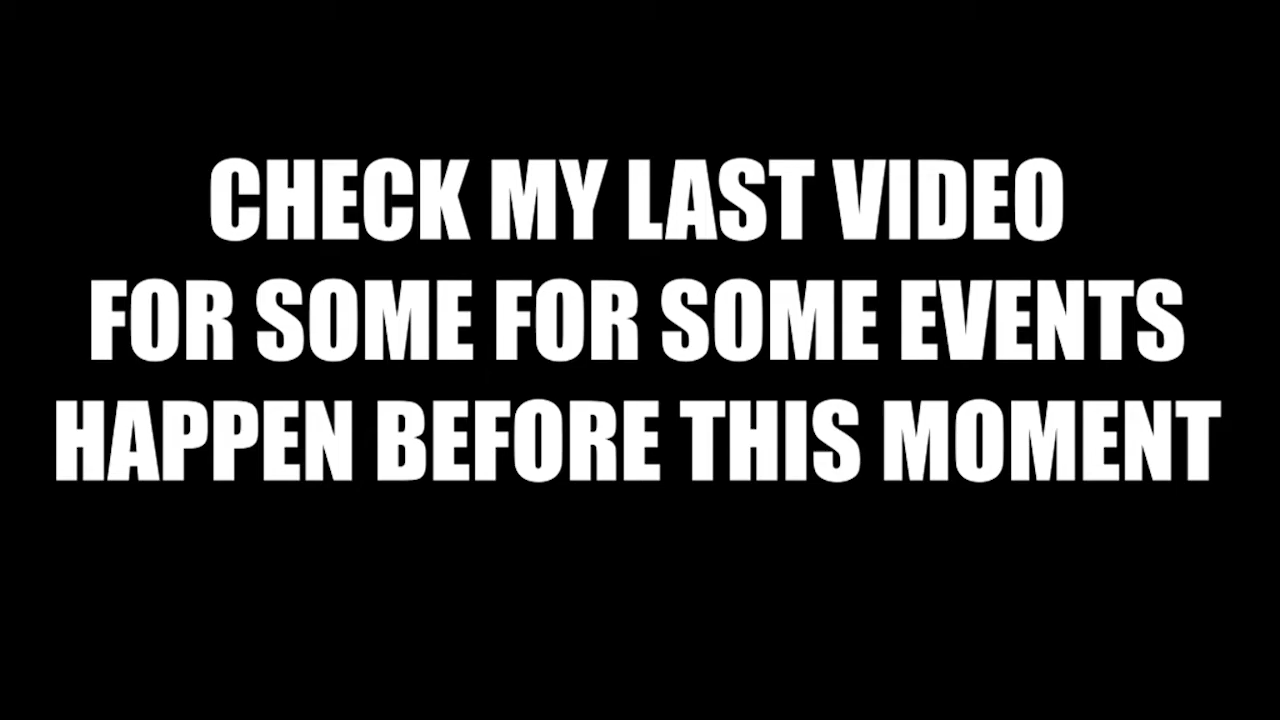 CHECK MY LAST VIDEO
FOR SOME FOR SOME EVENTS
HAPPEN BEFORE THIS MOMENT